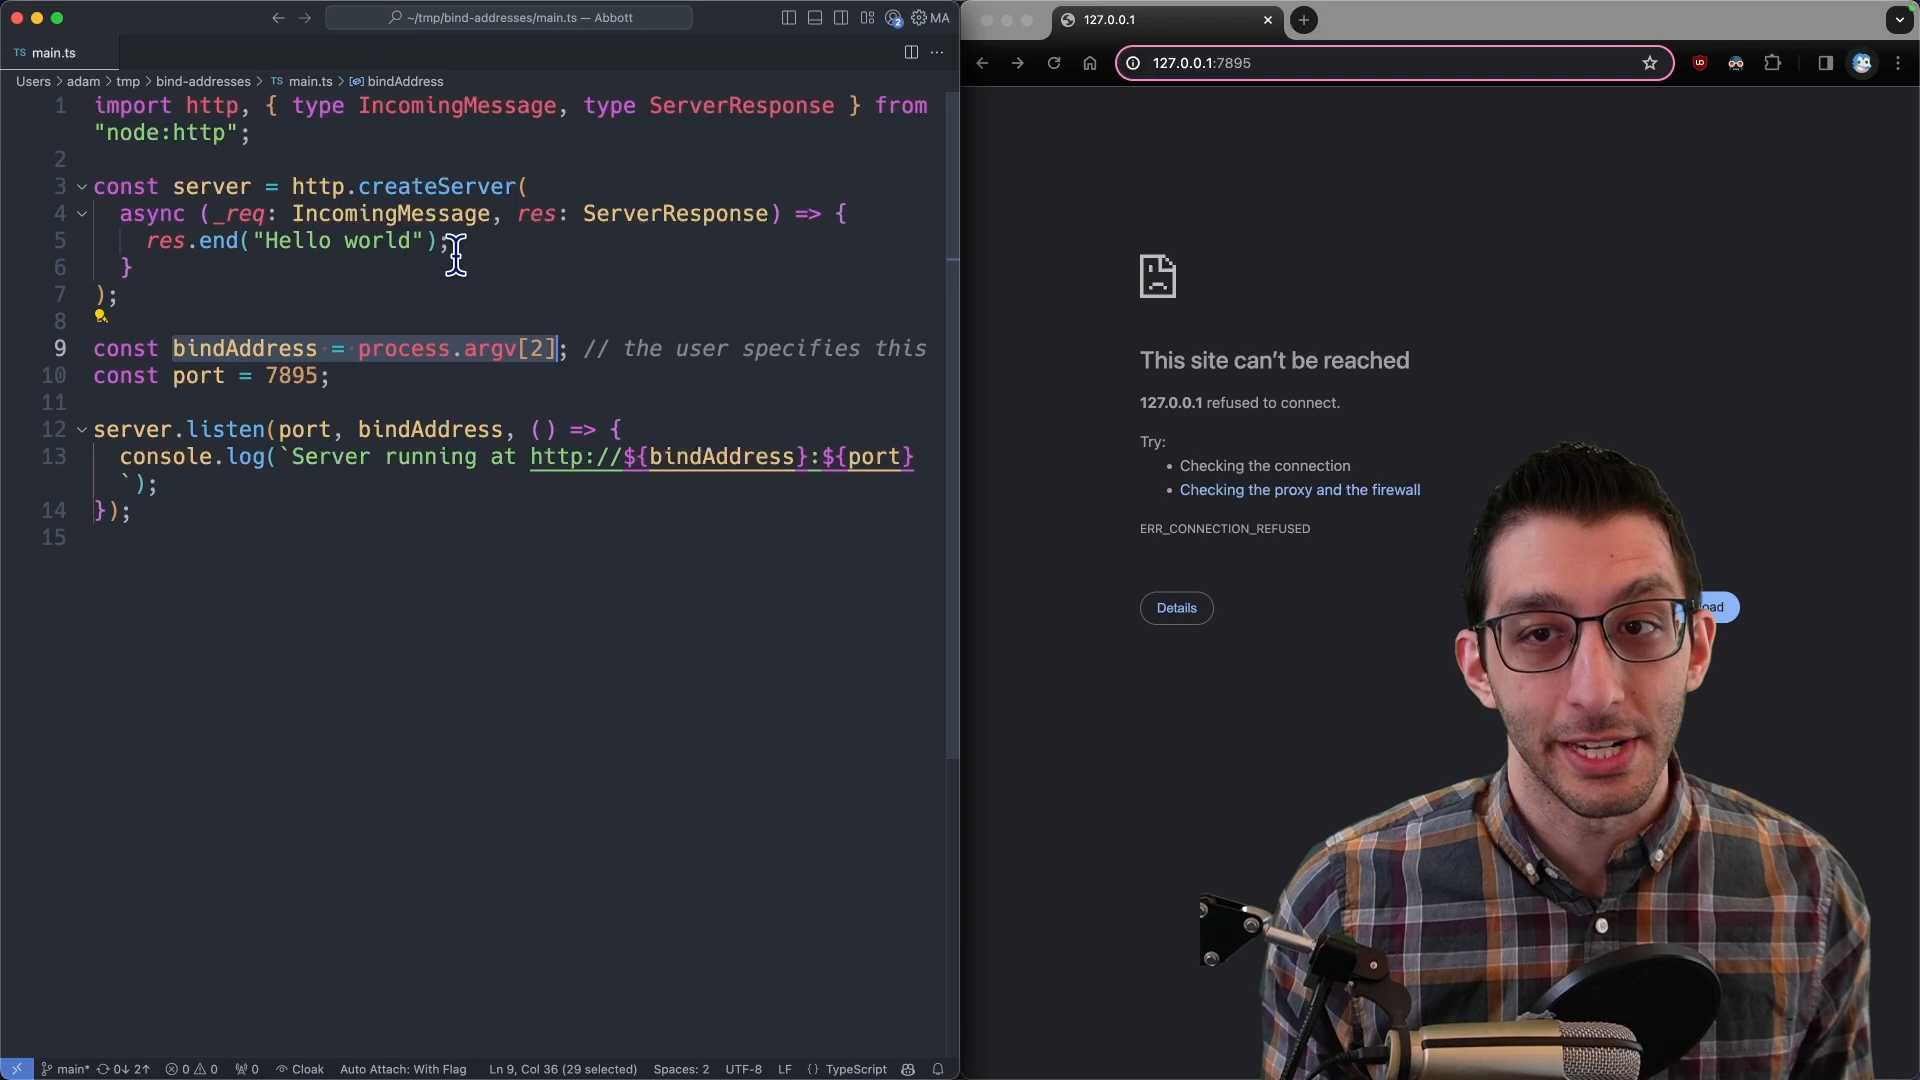 ~/tmp/bind-addresses/main.ts — Abbott
2
MA
TS main.ts
Users > adam > tmp > bind-addresses > TS main.ts > bindAddress
1 import http, { type IncomingMessage, type ServerResponse } from
"node:http";
2
3 const server = http.createServer(
4 async (_req: IncomingMessage, res: ServerResponse) => {
5 res.end("Hello world");
6 }
7 );
8
9 const bindAddress = process.argv[2]; // the user specifies this
10 const port = 7895;
11
12 server.listen(port, bindAddress, () => {
13 console.log(`Server running at http://${bindAddress}:${port}
`);
14 });
15
main* 0↓ 2↑ 0 0 0 Cloak Auto Attach: With Flag Ln 9, Col 36 (29 selected) Spaces: 2 UTF-8 LF {} TypeScript
127.0.0.1
127.0.0.1:7895
This site can't be reached
127.0.0.1 refused to connect.
Try:
• Checking the connection
• Checking the proxy and the firewall
ERR_CONNECTION_REFUSED
Details